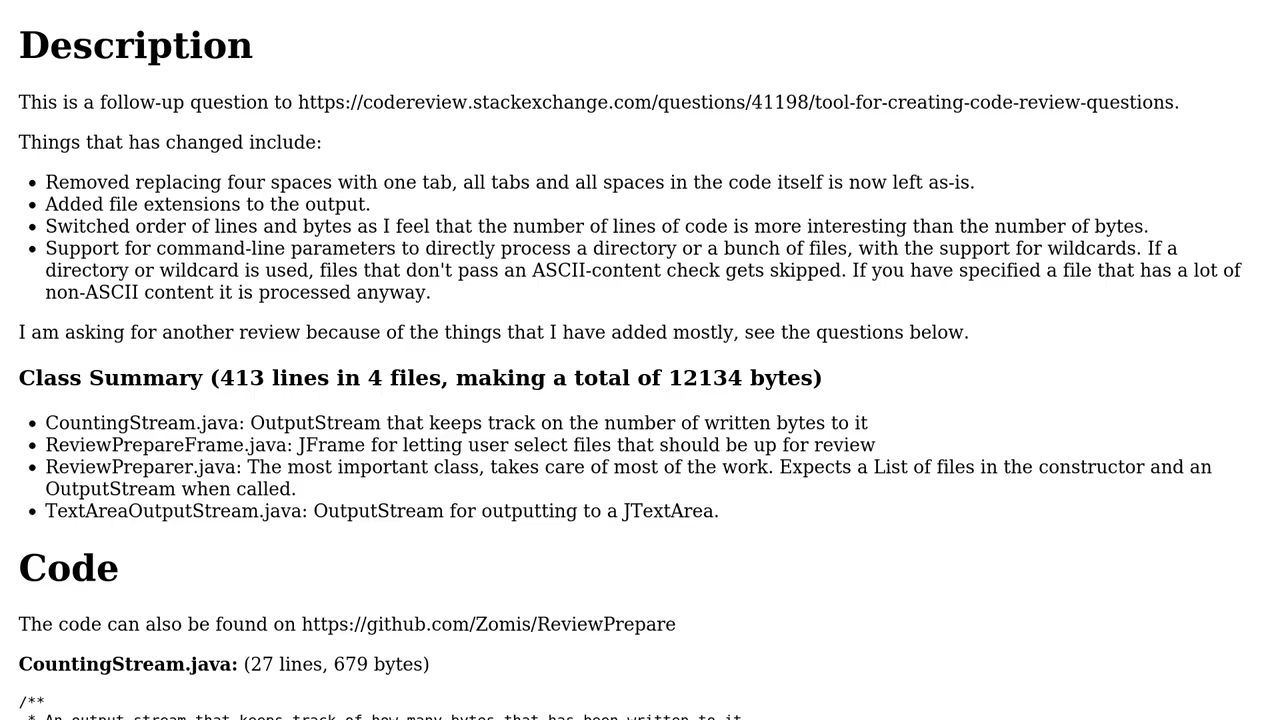 Description
This is a follow-up question to https://codereview.stackexchange.com/questions/41198/tool-for-creating-code-review-questions.
Things that has changed include:
• Removed replacing four spaces with one tab, all tabs and all spaces in the code itself is now left as-is.
• Added file extensions to the output.
• Switched order of lines and bytes as I feel that the number of lines of code is more interesting than the number of bytes.
• Support for command-line parameters to directly process a directory or a bunch of files, with the support for wildcards. If a
directory or wildcard is used, files that don't pass an ASCII-content check gets skipped. If you have specified a file that has a lot of
non-ASCII content it is processed anyway.
I am asking for another review because of the things that I have added mostly, see the questions below.
Class Summary (413 lines in 4 files, making a total of 12134 bytes)
• CountingStream.java: OutputStream that keeps track on the number of written bytes to it
• ReviewPrepareFrame.java: JFrame for letting user select files that should be up for review
• ReviewPreparer.java: The most important class, takes care of most of the work. Expects a List of files in the constructor and an
OutputStream when called.
• TextAreaOutputStream.java: OutputStream for outputting to a JTextArea.
Code
The code can also be found on https://github.com/Zomis/ReviewPrepare
CountingStream.java: (27 lines, 679 bytes)
/**
* An output stream that keeps track of how many bytes that has been written to it.